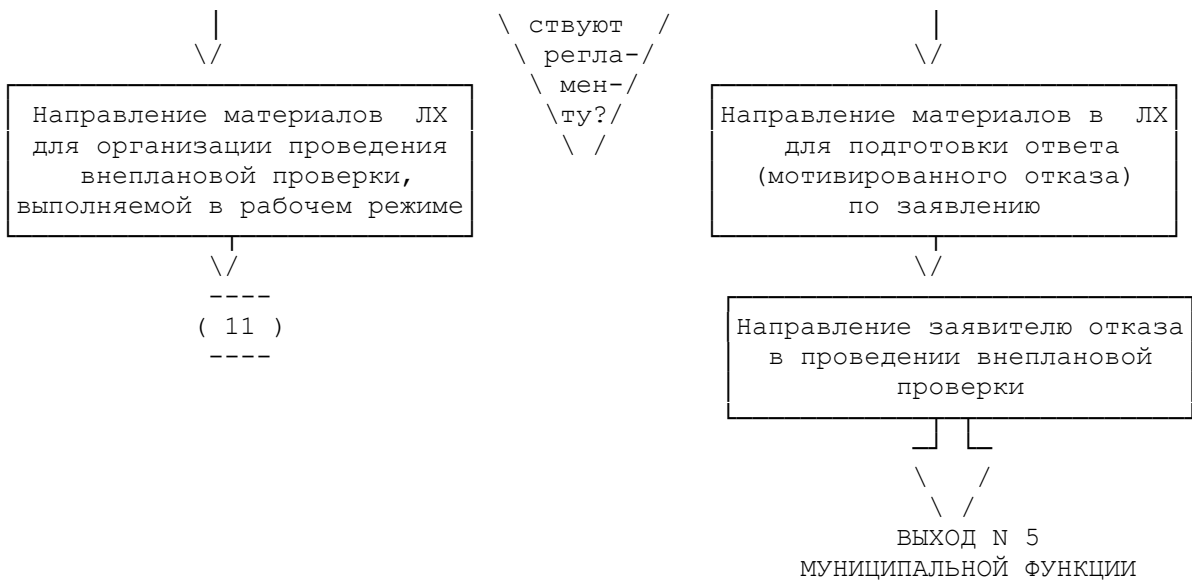 ствуют
регла-
мен-
ту?
Направление материалов ЛХ
для организации проведения
внеплановой проверки,
выполняемой в рабочем режиме
Направление материалов в ЛХ
для подготовки ответа
(мотивированного отказа)
по заявлению
( 11 )
Направление заявителю отказа
в проведении внеплановой
проверки
ВЫХОД N 5
МУНИЦИПАЛЬНОЙ ФУНКЦИИ